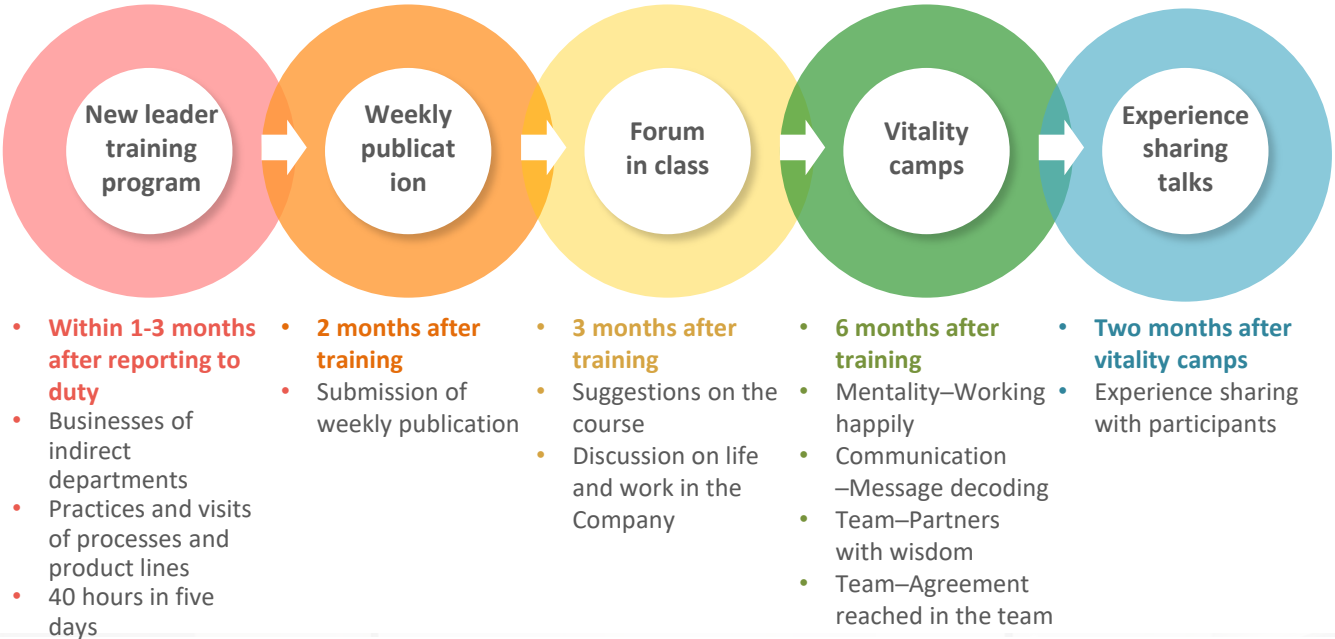 New leader
training
program
Weekly
publicat
ion
Forum
in class
Vitality
camps
Experience
sharing
talks
• Within 1-3 months
after reporting to
duty
• Businesses of
indirect
departments
• Practices and visits
of processes and
product lines
• 40 hours in five
days
• 2 months after
training
• Submission of
weekly publication
• 3 months after
training
• Suggestions on the
course
• Discussion on life
and work in the
Company
• 6 months after
training
• Mentality–Working
happily
• Communication
–Message decoding
• Team–Partners
with wisdom
• Team–Agreement
reached in the team
• Two months after
vitality camps
• Experience sharing
with participants